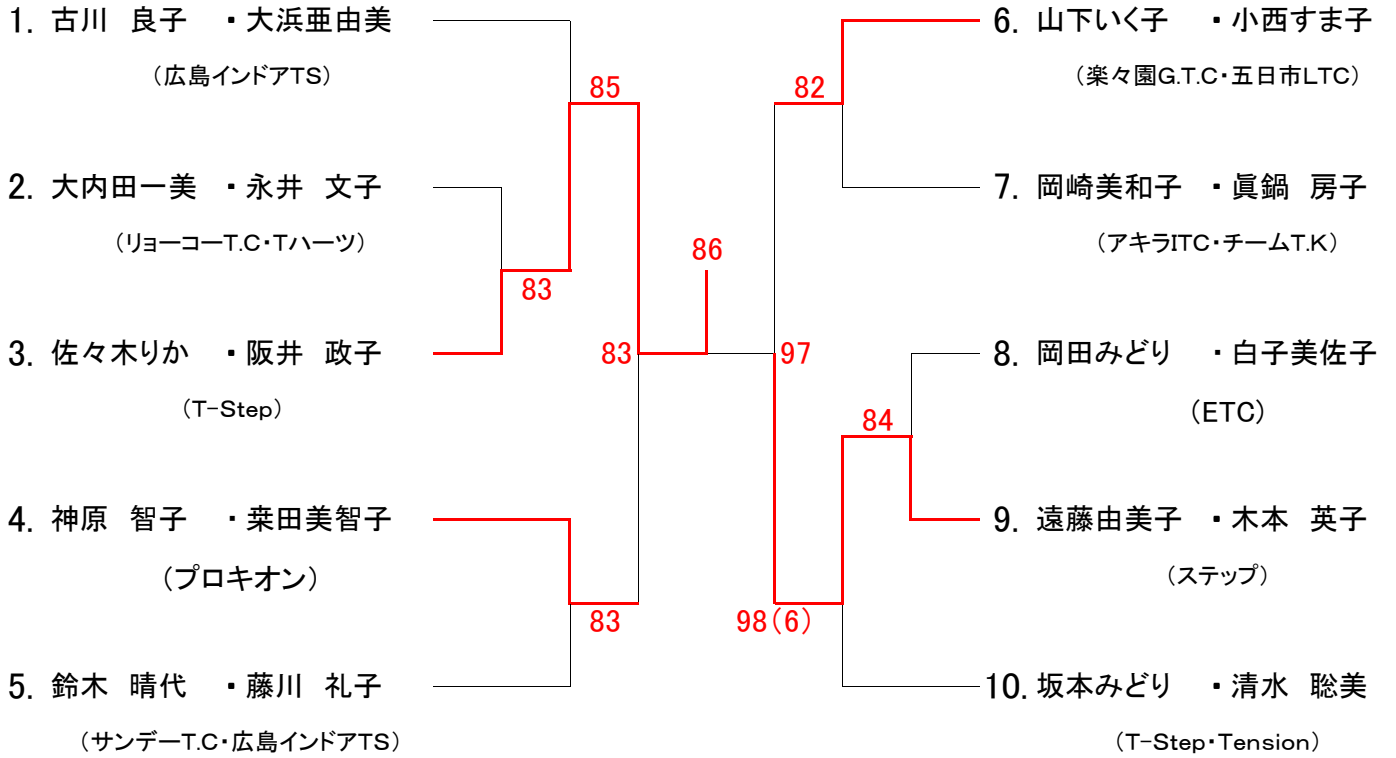 1. 古川 良子 ・大浜亜由美
(広島インドアTS)
2. 大内田一美 ・永井 文子
(リョーコーT.C・Tハーツ)
3. 佐々木りか ・阪井 政子
(T-Step)
4. 神原 智子 ・桒田美智子
(プロキオン)
5. 鈴木 晴代 ・藤川 礼子
(サンデーT.C・広島インドアTS)
85
83
83
83
86
82
97
84
98(6)
6. 山下いく子 ・小西すま子
(楽々園G.T.C・五日市LTC)
7. 岡崎美和子 ・眞鍋 房子
(アキラITC・チームT.K)
8. 岡田みどり ・白子美佐子
(ETC)
9. 遠藤由美子 ・木本 英子
(ステップ)
10. 坂本みどり ・清水 聡美
(T-Step・Tension)